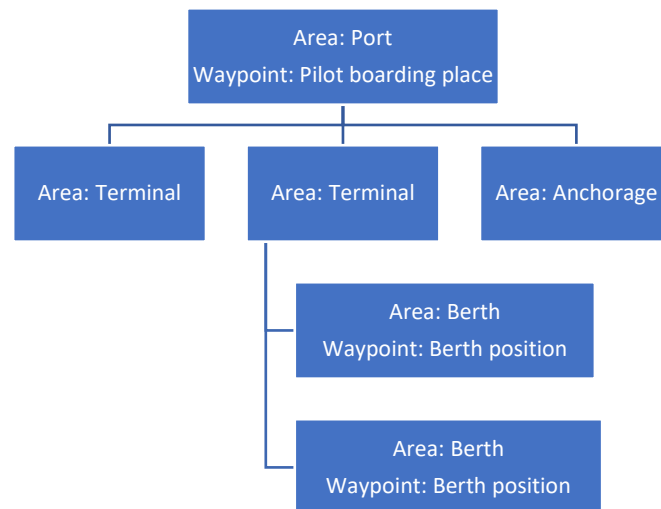 Area: Port
Waypoint: Pilot boarding place
Area: Terminal
Area: Terminal
Area: Anchorage
Area: Berth
Waypoint: Berth position
Area: Berth
Waypoint: Berth position